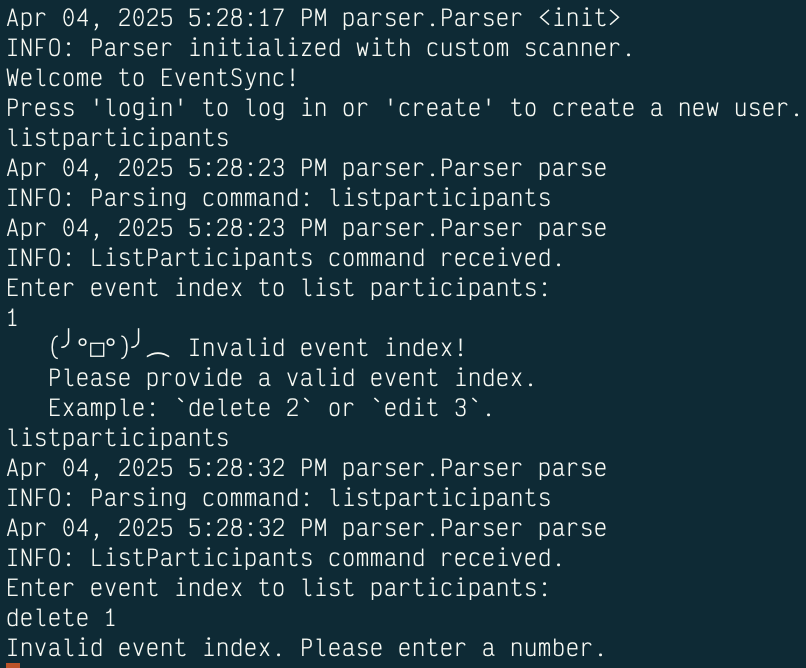 Apr 04, 2025 5:28:17 PM parser.Parser <init>
INFO: Parser initialized with custom scanner.
Welcome to EventSync!
Press 'login' to log in or 'create' to create a new user.
listparticipants
Apr 04, 2025 5:28:23 PM parser.Parser parse
INFO: Parsing command: listparticipants
Apr 04, 2025 5:28:23 PM parser.Parser parse
INFO: ListParticipants command received.
Enter event index to list participants:
1
   (╯°□°)╯︵ Invalid event index!
   Please provide a valid event index.
   Example: `delete 2` or `edit 3`.
listparticipants
Apr 04, 2025 5:28:32 PM parser.Parser parse
INFO: Parsing command: listparticipants
Apr 04, 2025 5:28:32 PM parser.Parser parse
INFO: ListParticipants command received.
Enter event index to list participants:
delete 1
Invalid event index. Please enter a number.